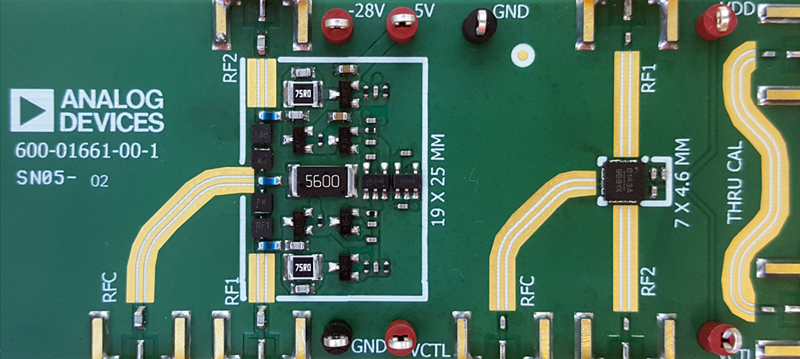 -28V
5V
GND
VDD
RF2
RF1
ANALOG
DEVICES
600-01661-00-1
SN05- 02
75R0
5600
75R0
19 X 25 MM
7 X 4.6 MM
THRU CAL
RFC
RF1
RFC
RF2
GND
VCTL